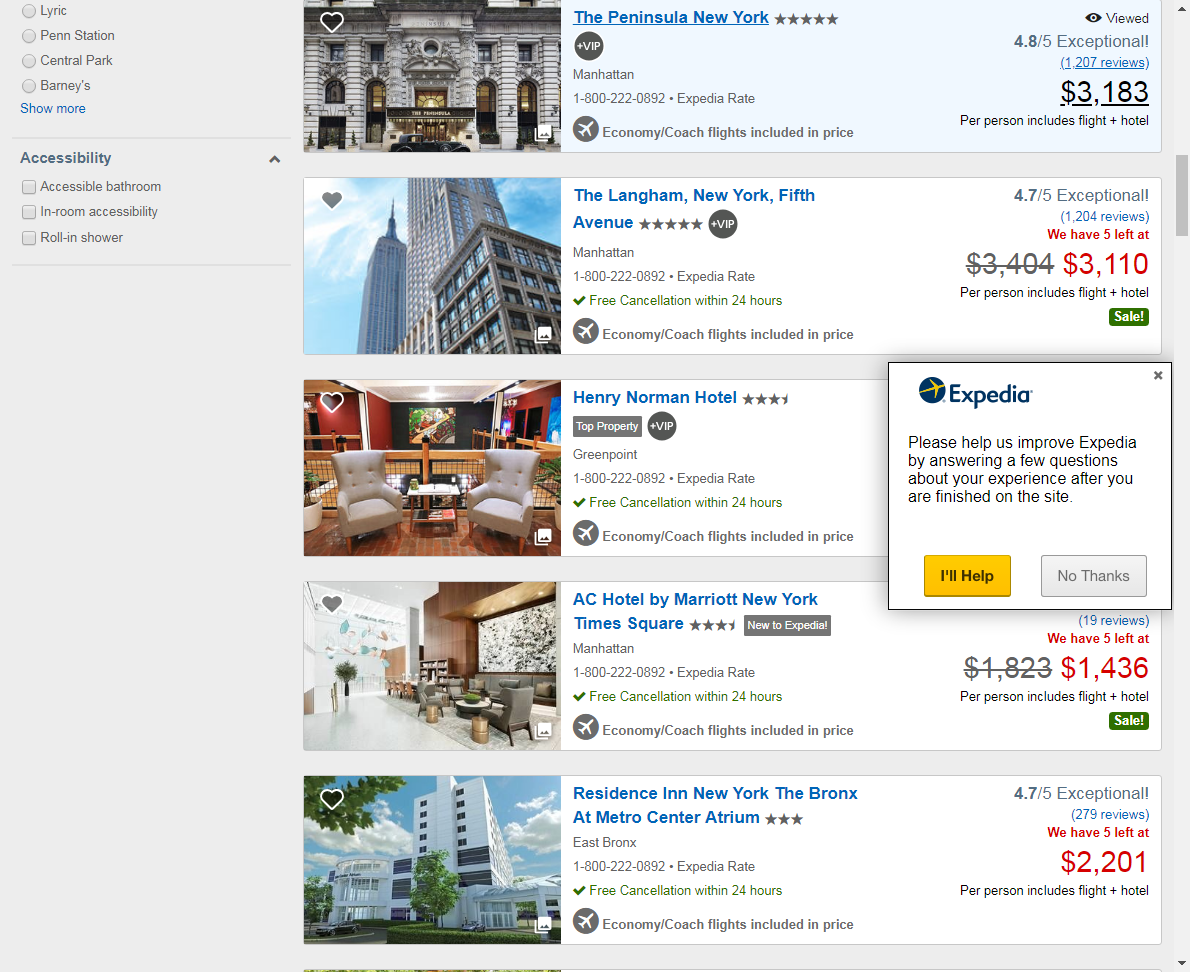 Lyric
Penn Station
Central Park
Barney's
Show more
Accessibility
Accessible bathroom
In-room accessibility
Roll-in shower
THE PENINSULA
The Peninsula New York
+VIP
Manhattan
1-800-222-0892 • Expedia Rate
Economy/Coach flights included in price
Viewed
4.8/5 Exceptional!
(1,207 reviews)
$3,183
Per person includes flight + hotel
The Langham, New York, Fifth
Avenue +VIP
Manhattan
1-800-222-0892 • Expedia Rate
Free Cancellation within 24 hours
Economy/Coach flights included in price
4.7/5 Exceptional!
(1,204 reviews)
We have 5 left at
$3,404 $3,110
Per person includes flight + hotel
Sale!
Henry Norman Hotel
Top Property +VIP
Greenpoint
1-800-222-0892 • Expedia Rate
Free Cancellation within 24 hours
Economy/Coach flights included in price
Expedia
Please help us improve Expedia
by answering a few questions
about your experience after you
are finished on the site.
I'll Help
No Thanks
AC Hotel by Marriott New York
Times Square New to Expedia!
Manhattan
1-800-222-0892 • Expedia Rate
Free Cancellation within 24 hours
Economy/Coach flights included in price
(19 reviews)
We have 5 left at
$1,823 $1,436
Per person includes flight + hotel
Sale!
Residence Inn New York The Bronx
At Metro Center Atrium
East Bronx
1-800-222-0892 • Expedia Rate
Free Cancellation within 24 hours
Economy/Coach flights included in price
4.7/5 Exceptional!
(279 reviews)
We have 5 left at
$2,201
Per person includes flight + hotel